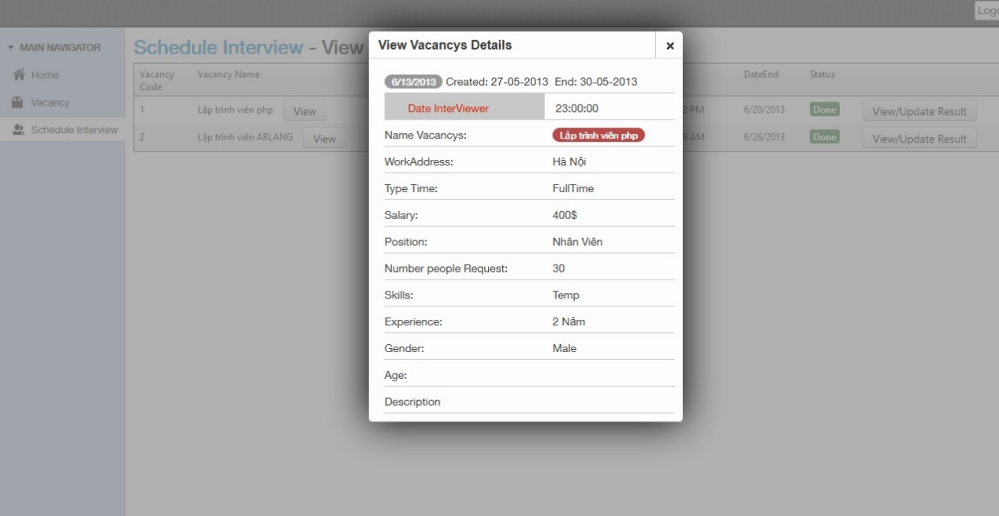 Logo
MAIN NAVIGATOR
Home
Vacancy
Schedule Interview
Schedule Interview - View
Vacancy Code Vacancy Name DateEnd Status
1 Lập trình viên php View 2 PM 6/20/2013 Done View/Update Result
2 Lập trình viên ARLANG View 9 AM 6/26/2013 Done View/Update Result
View Vacancys Details ×
6/13/2013 Created: 27-05-2013 End: 30-05-2013
Date InterViewer 23:00:00
Name Vacancys: Lập trình viên php
WorkAddress: Hà Nội
Type Time: FullTime
Salary: 400$
Position: Nhân Viên
Number people Request: 30
Skills: Temp
Experience: 2 Năm
Gender: Male
Age:
Description